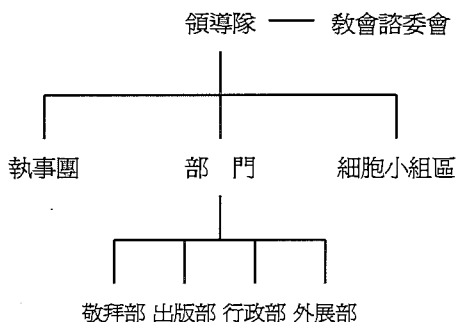 領導隊 教會諮委會
執事團 部 門 細胞小組區
敬拜部 出版部 行政部 外展部